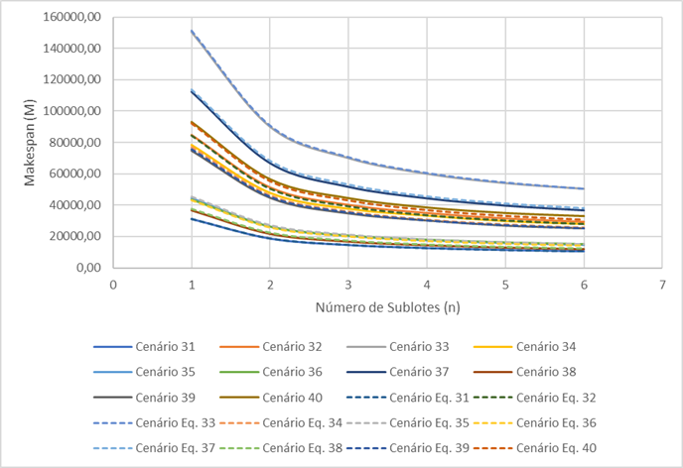 160000,00
140000,00
120000,00
100000,00
80000,00
60000,00
40000,00
20000,00
0,00
Makespan (M)
0 1 2 3 4 5 6 7
Número de Sublotes (n)
Cenário 31 Cenário 32 Cenário 33 Cenário 34
Cenário 35 Cenário 36 Cenário 37 Cenário 38
Cenário 39 Cenário 40 Cenário Eq. 31 Cenário Eq. 32
Cenário Eq. 33 Cenário Eq. 34 Cenário Eq. 35 Cenário Eq. 36
Cenário Eq. 37 Cenário Eq. 38 Cenário Eq. 39 Cenário Eq. 40